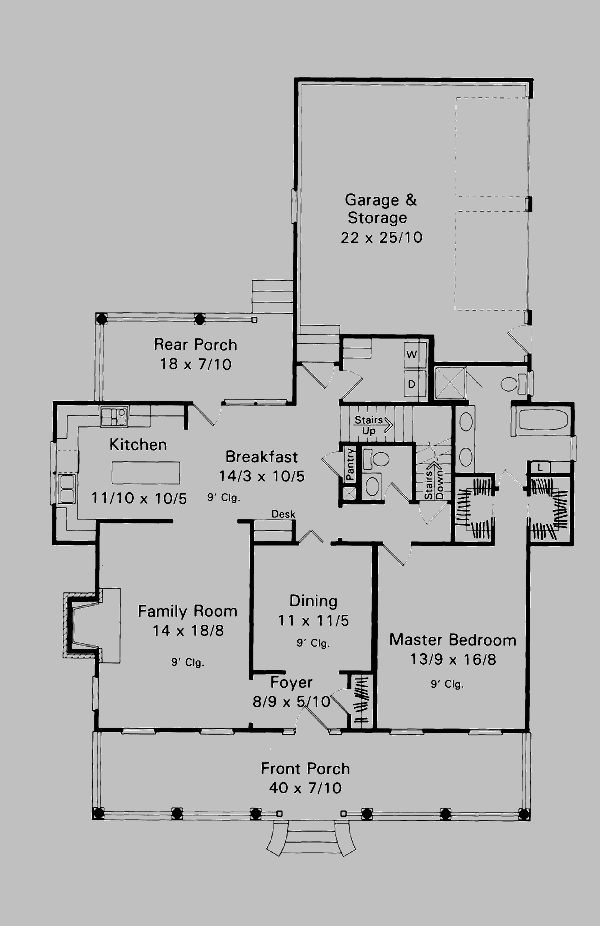 Garage &
Storage
22 x 25/10
Rear Porch
18 x 7/10
W
D
Stairs
Up
Kitchen
11/10 x 10/5
Breakfast
14/3 x 10/5
9' Clg.
Pantry
Stairs
Down
L
Desk
Family Room
14 x 18/8
9' Clg.
Dining
11 x 11/5
9' Clg.
Master Bedroom
13/9 x 16/8
9' Clg.
Foyer
8/9 x 5/10
Front Porch
40 x 7/10